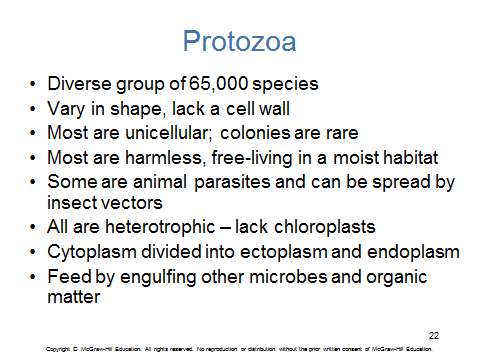 Protozoa
• Diverse group of 65,000 species
• Vary in shape, lack a cell wall
• Most are unicellular; colonies are rare
• Most are harmless, free-living in a moist habitat
• Some are animal parasites and can be spread by
insect vectors
• All are heterotrophic – lack chloroplasts
• Cytoplasm divided into ectoplasm and endoplasm
• Feed by engulfing other microbes and organic
matter
22
Copyright © McGraw-Hill Education. All rights reserved. No reproduction or distribution without the prior written consent of McGraw-Hill Education.